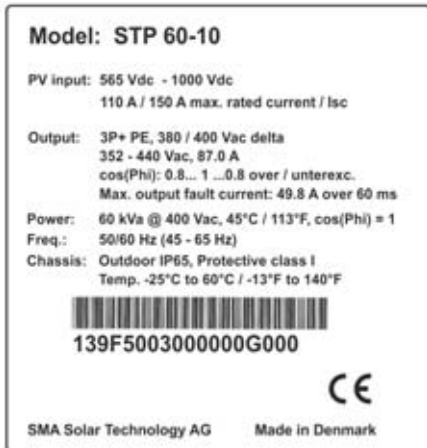 Model: STP 60-10
PV input: 565 Vdc - 1000 Vdc
110 A / 150 A max. rated current / Isc
Output: 3P+ PE, 380 / 400 Vac delta
352 - 440 Vac, 87.0 A
cos(Phi): 0.8... 1 ...0.8 over / unterexc.
Max. output fault current: 49.8 A over 60 ms
Power: 60 kVa @ 400 Vac, 45°C / 113°F, cos(Phi) = 1
Freq.: 50/60 Hz (45 - 65 Hz)
Chassis: Outdoor IP65, Protective class I
Temp. -25°C to 60°C / -13°F to 140°F
139F5003000000G000
CE
SMA Solar Technology AG Made in Denmark